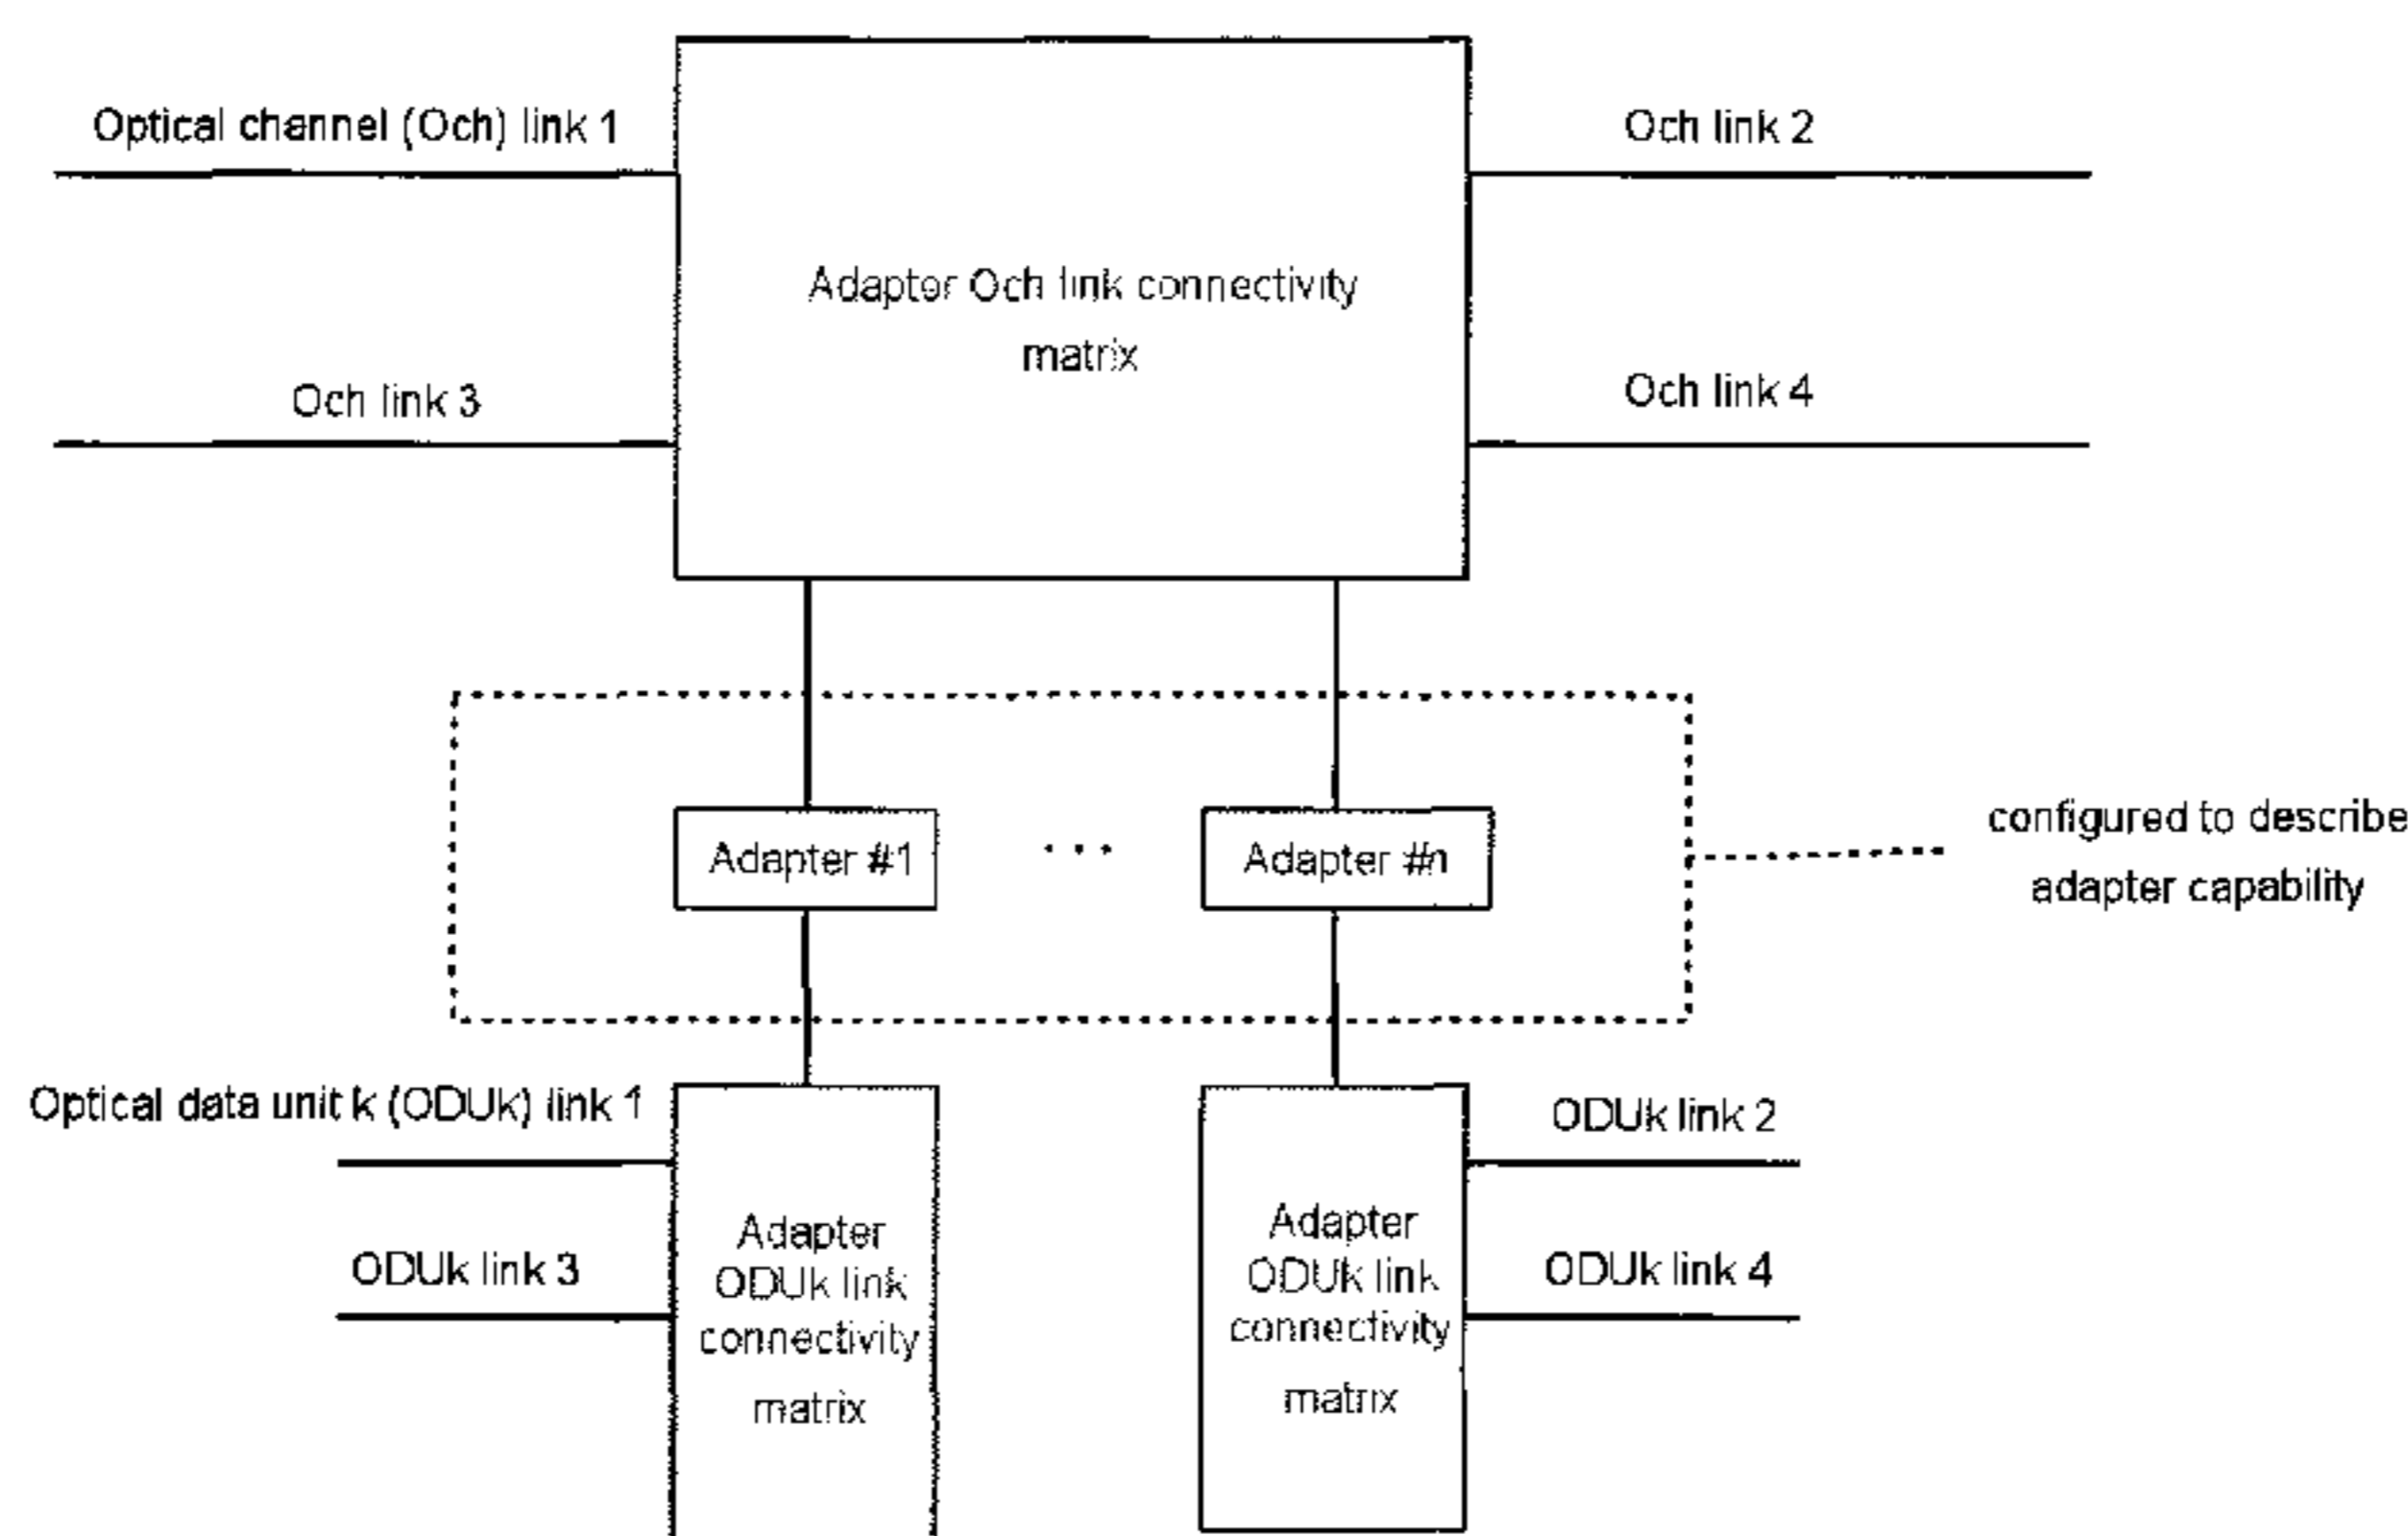 Optical channel (Och) link 1
Och link 2
Adapter Och link connectivity
matrix
Och link 3
Och link 4
Adapter #1
...
Adapter #n
configured to describe
adapter capability
Optical data unit k (ODUk) link 1
ODUk link 2
Adapter
ODUk link
connectivity
matrix
Adapter
ODUk link
connectivity
matrix
ODUk link 3
ODUk link 4